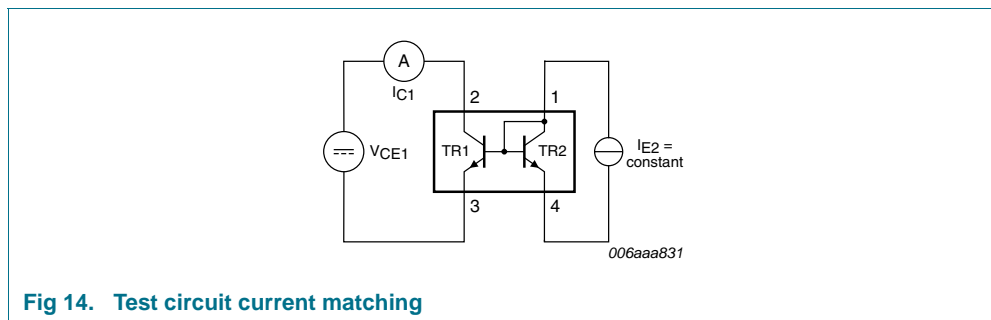 A
IC1
2 1
VCE1
TR1
TR2
IE2 =
constant
3 4
006aaa831
Fig 14. Test circuit current matching